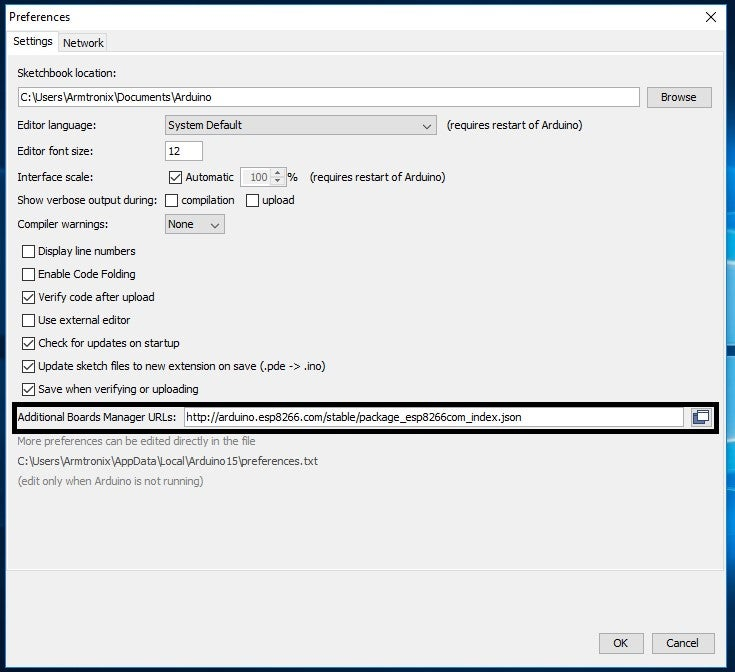 Preferences
Settings Network
Sketchbook location:
C:\Users\Armtronix\Documents\Arduino Browse
Editor language: System Default (requires restart of Arduino)
Editor font size: 12
Interface scale: Automatic 100 % (requires restart of Arduino)
Show verbose output during: compilation upload
Compiler warnings: None
Display line numbers
Enable Code Folding
Verify code after upload
Use external editor
Check for updates on startup
Update sketch files to new extension on save (.pde -> .ino)
Save when verifying or uploading
Additional Boards Manager URLs: http://arduino.esp8266.com/stable/package_esp8266com_index.json
More preferences can be edited directly in the file
C:\Users\Armtronix\AppData\Local\Arduino15\preferences.txt
(edit only when Arduino is not running)
OK Cancel